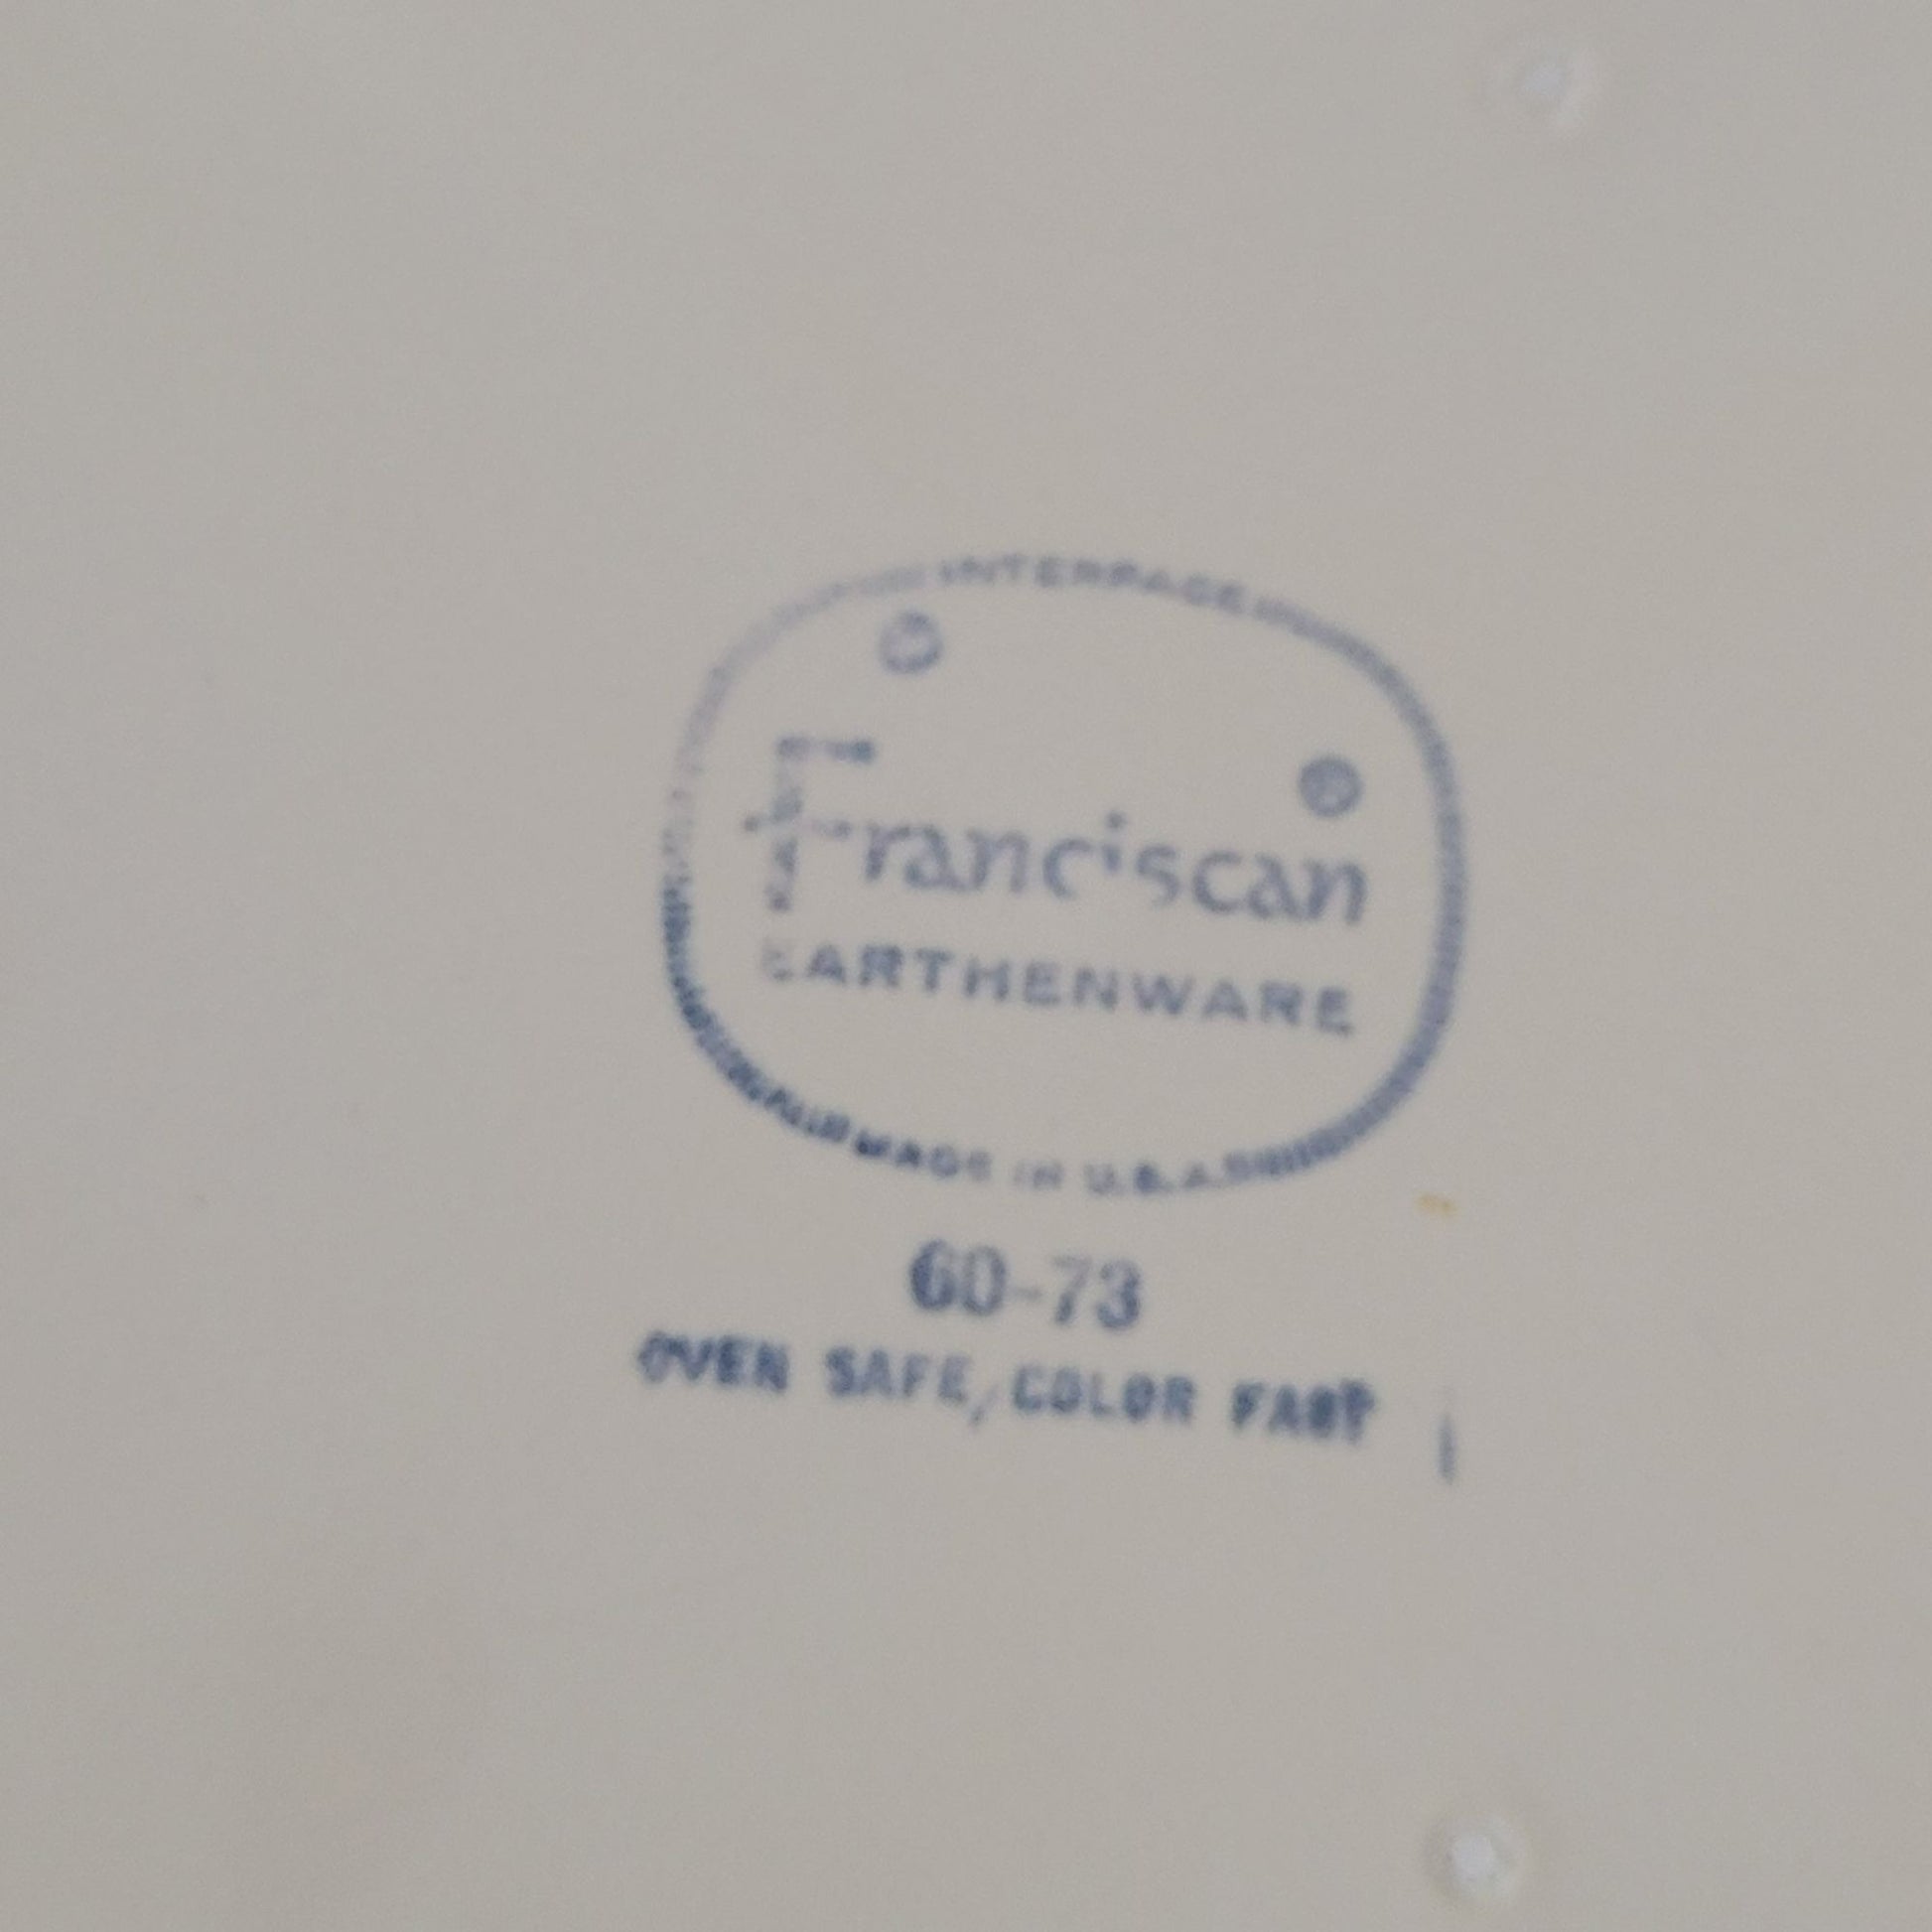 INTERPACE
®
Franciscan
EARTHENWARE
MADE IN U.S.A.
60-73
OVEN SAFE, COLOR FAST